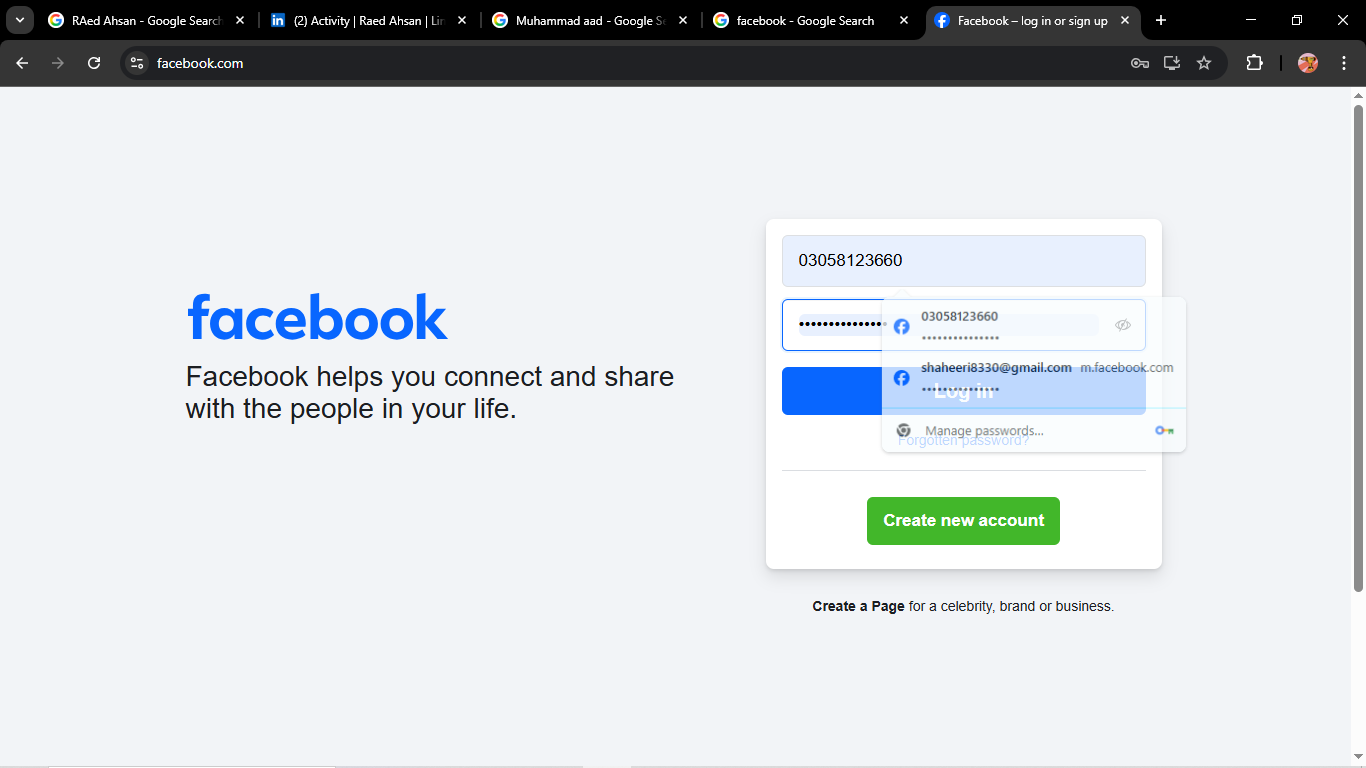 RAed Ahsan - Google Search
(2) Activity | Raed Ahsan | Lin
Muhammad aad - Google Se
facebook - Google Search
Facebook – log in or sign up
facebook.com
facebook
Facebook helps you connect and share
with the people in your life.
03058123660
•••••••••••••••
03058123660
•••••••••••••••
shaheeri8330@gmail.com m.facebook.com
•••••••••••••••
Log in
Manage passwords...
Forgotten password?
Create new account
Create a Page for a celebrity, brand or business.